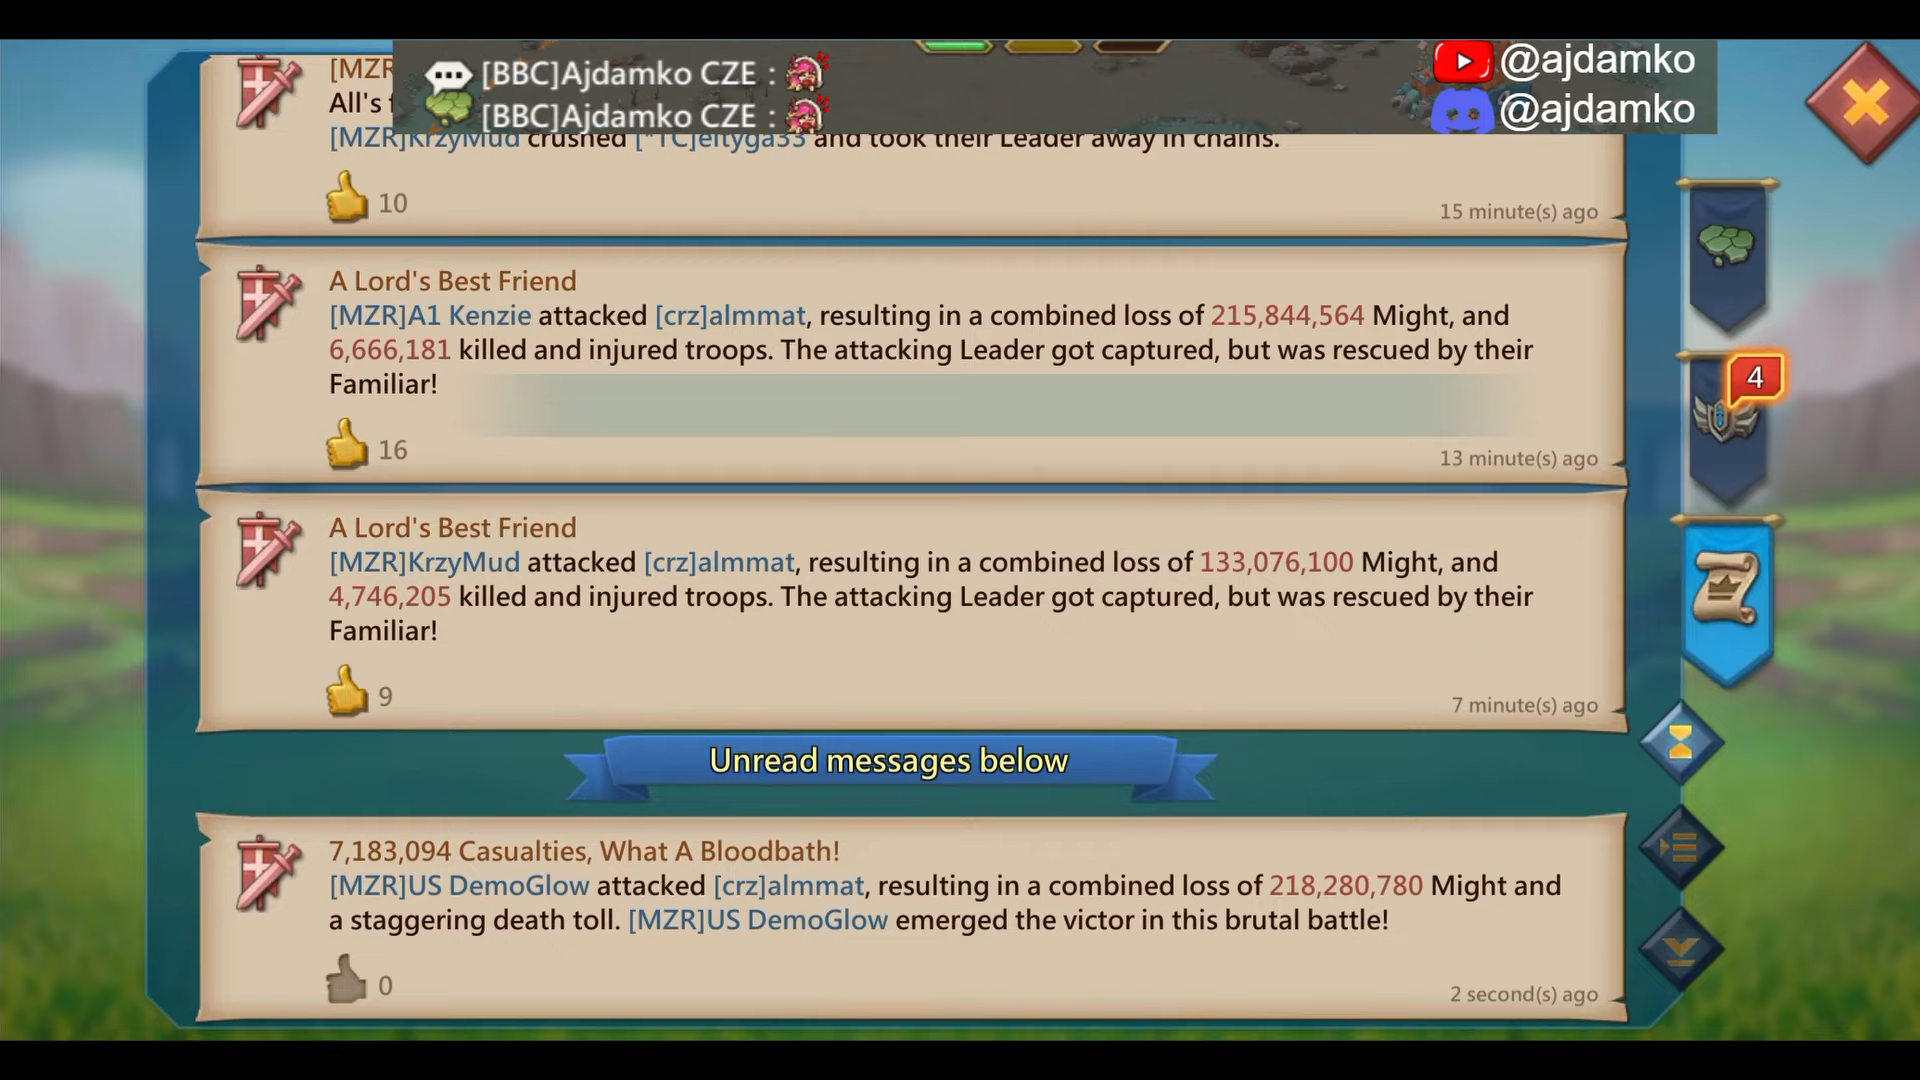 [MZR
[BBC]Ajdamko CZE :
@ajdamko
All's
[BBC]Ajdamko CZE :
@ajdamko
[MZR]KrzyMud crushed [*TC]eltyga33 and took their Leader away in chains.
10
15 minute(s) ago
A Lord's Best Friend
[MZR]A1 Kenzie attacked [crz]almmat, resulting in a combined loss of 215,844,564 Might, and
6,666,181 killed and injured troops. The attacking Leader got captured, but was rescued by their
Familiar!
16
13 minute(s) ago
4
A Lord's Best Friend
[MZR]KrzyMud attacked [crz]almmat, resulting in a combined loss of 133,076,100 Might, and
4,746,205 killed and injured troops. The attacking Leader got captured, but was rescued by their
Familiar!
9
7 minute(s) ago
Unread messages below
7,183,094 Casualties, What A Bloodbath!
[MZR]US DemoGlow attacked [crz]almmat, resulting in a combined loss of 218,280,780 Might and
a staggering death toll. [MZR]US DemoGlow emerged the victor in this brutal battle!
0
2 second(s) ago